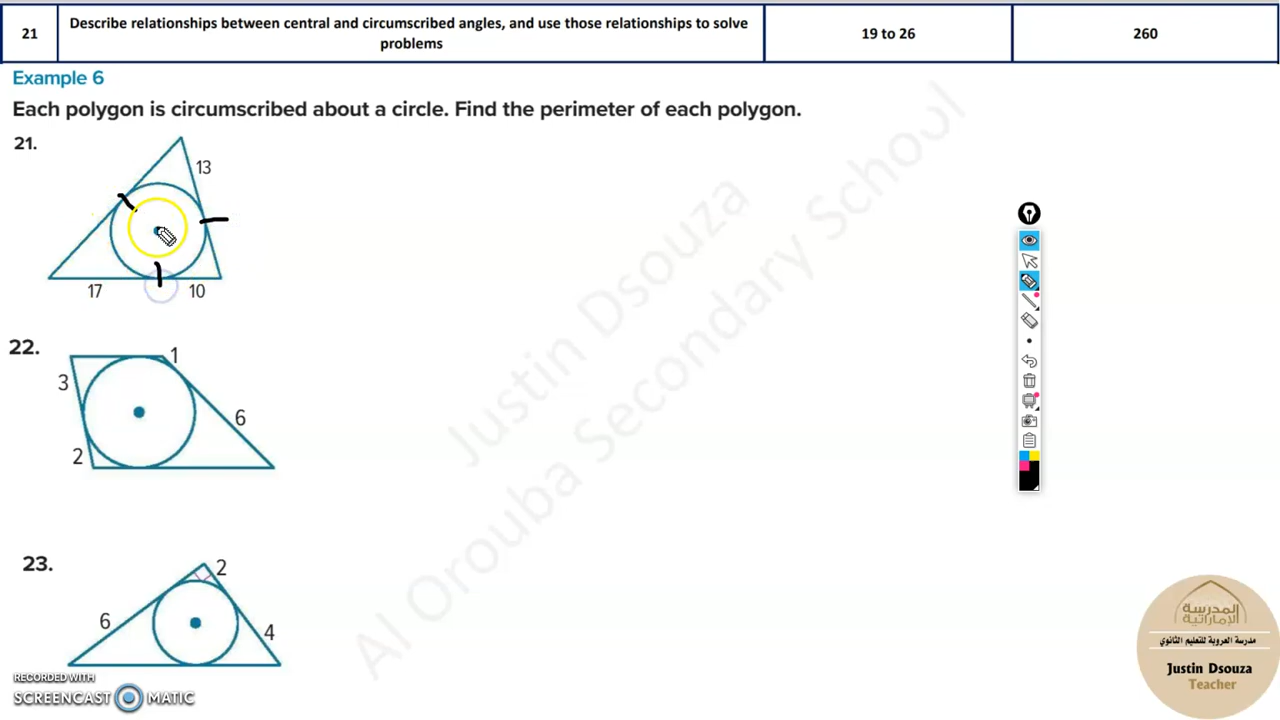 21
Describe relationships between central and circumscribed angles, and use those relationships to solve
problems
19 to 26
260
Example 6
Each polygon is circumscribed about a circle. Find the perimeter of each polygon.
21.
13
17
10
22.
1
3
6
2
23.
2
6
4
Justin Dsouza
Al Orouba Secondary School
RECORDED WITH
SCREENCAST MATIC
المدرسة
الإماراتية
مدرسة العروبة للتعليم الثانوي
Justin Dsouza
Teacher